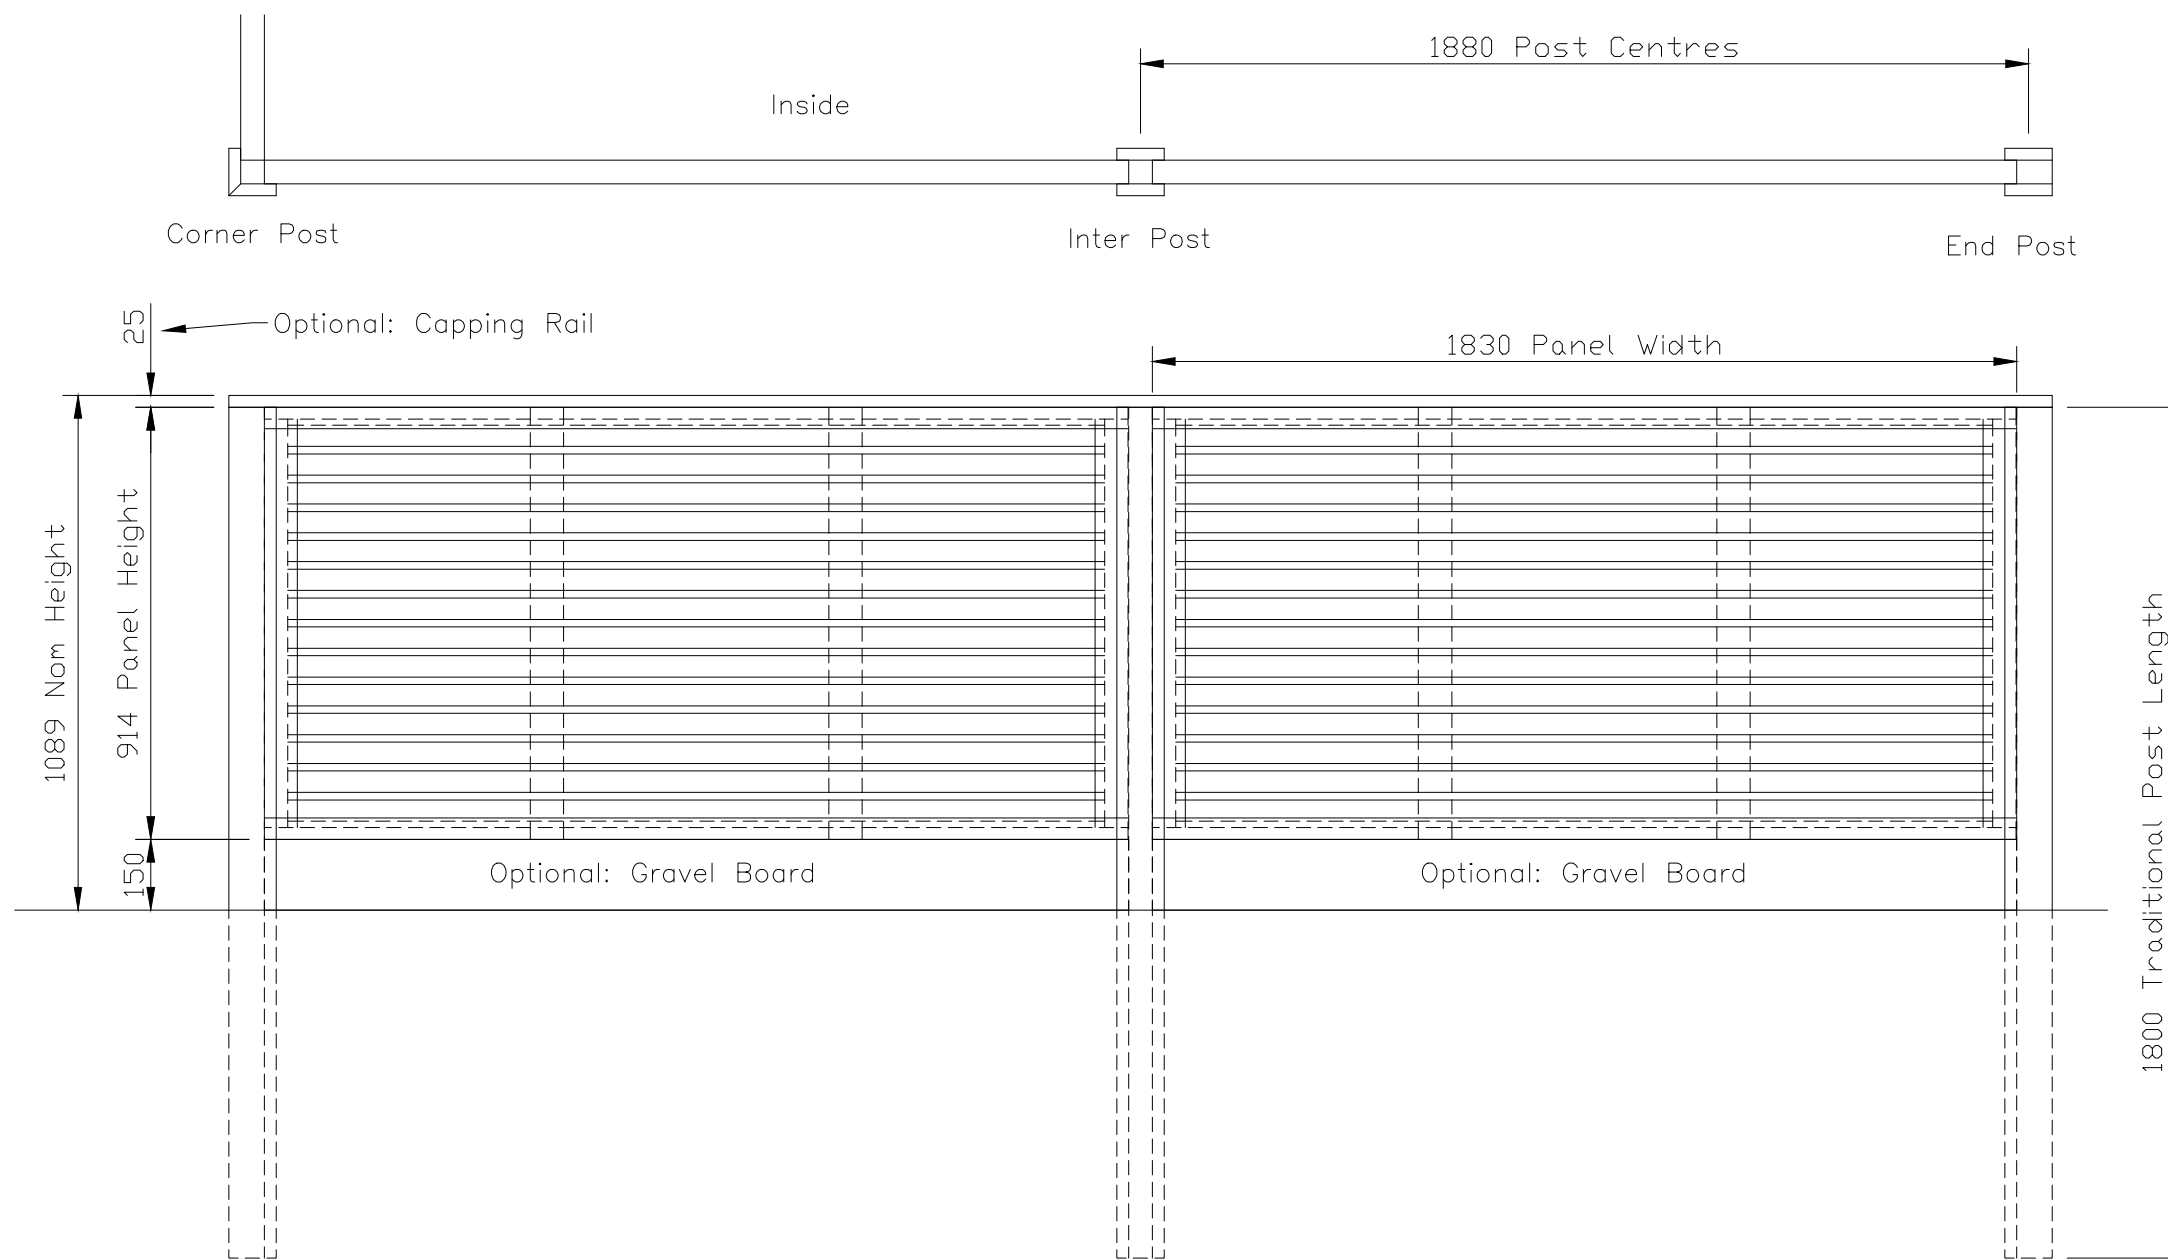 1880 Post Centres
Inside
Corner Post
Inter Post
End Post
25
Optional: Capping Rail
1830 Panel Width
1089 Nom Height
914 Panel Height
150
Optional: Gravel Board
Optional: Gravel Board
1800 Traditional Post Length